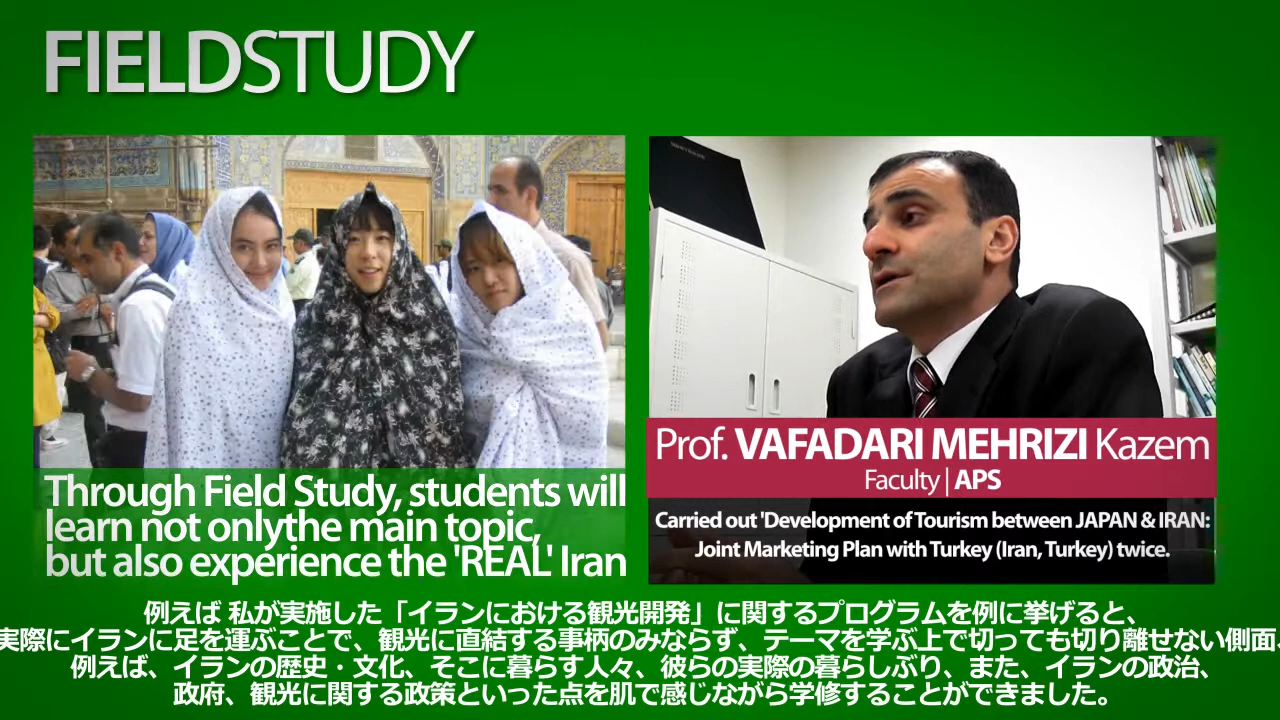 FIELDSTUDY
Through Field Study, students will
learn not onlythe main topic,
but also experience the 'REAL' Iran
Prof. VAFADARI MEHRIZI Kazem
Faculty | APS
Carried out 'Development of Tourism between JAPAN & IRAN:
Joint Marketing Plan with Turkey (Iran, Turkey) twice.
例えば 私が実施した「イランにおける観光開発」に関するプログラムを例に挙げると、
実際にイランに足を運ぶことで、観光に直結する事柄のみならず、テーマを学ぶ上で切っても切り離せない側面、
例えば、イランの歴史・文化、そこに暮らす人々、彼らの実際の暮らしぶり、また、イランの政治、
政府、観光に関する政策といった点を肌で感じながら学修することができました。